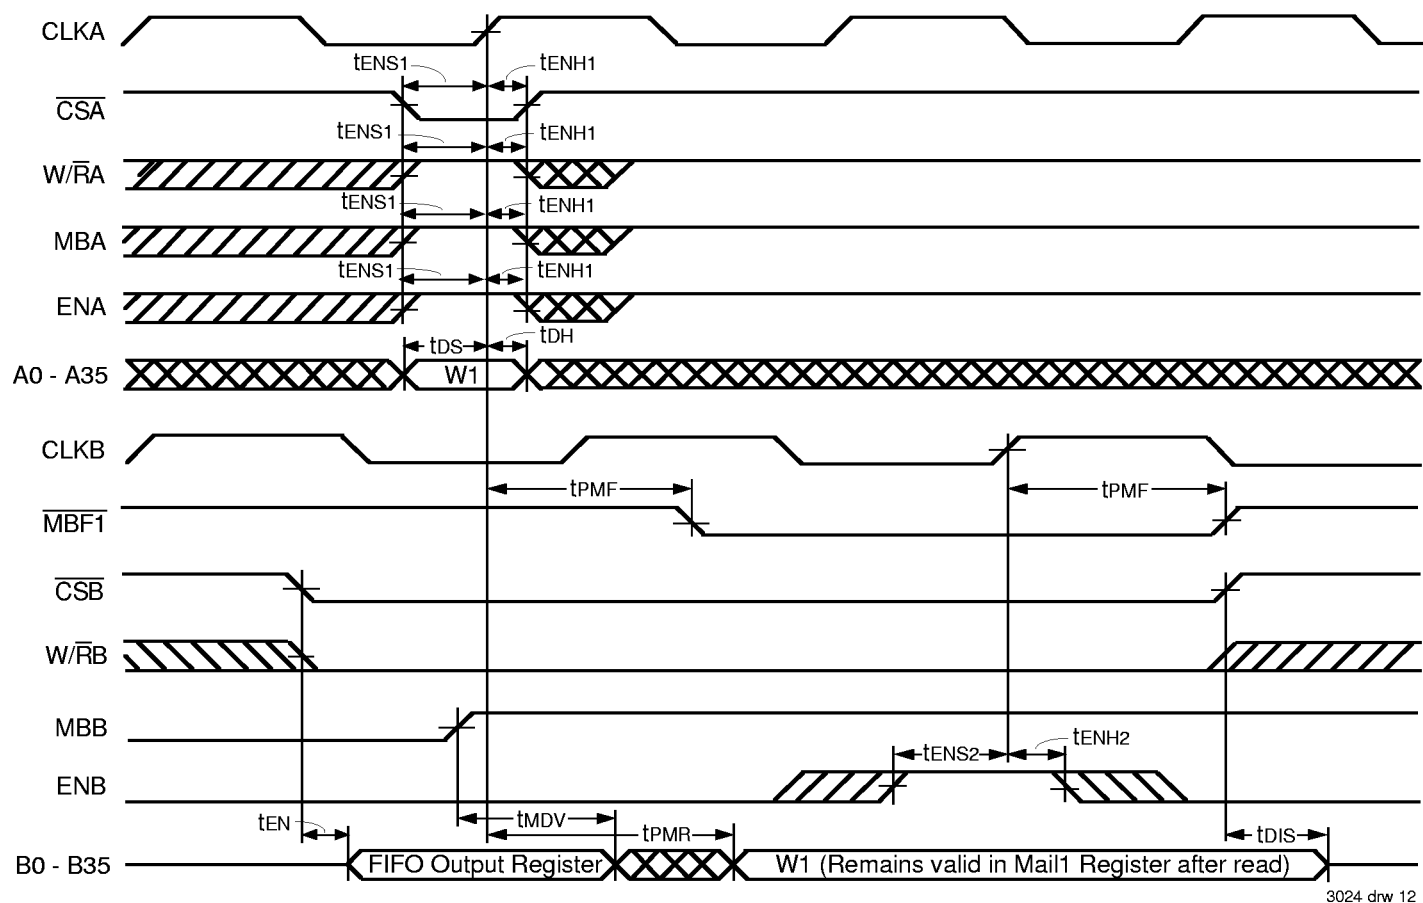 CLKA
tENS1 tENH1
CSA
tENS1 tENH1
W/RA
tENS1 tENH1
MBA
tENS1 tENH1
ENA
tDS tDH
A0 - A35 W1
CLKB
tPMF tPMF
MBF1
CSB
W/RB
MBB
tENS2 tENH2
ENB
tEN tMDV tPMR tDIS
B0 - B35 FIFO Output Register W1 (Remains valid in Mail1 Register after read)
3024 drw 12